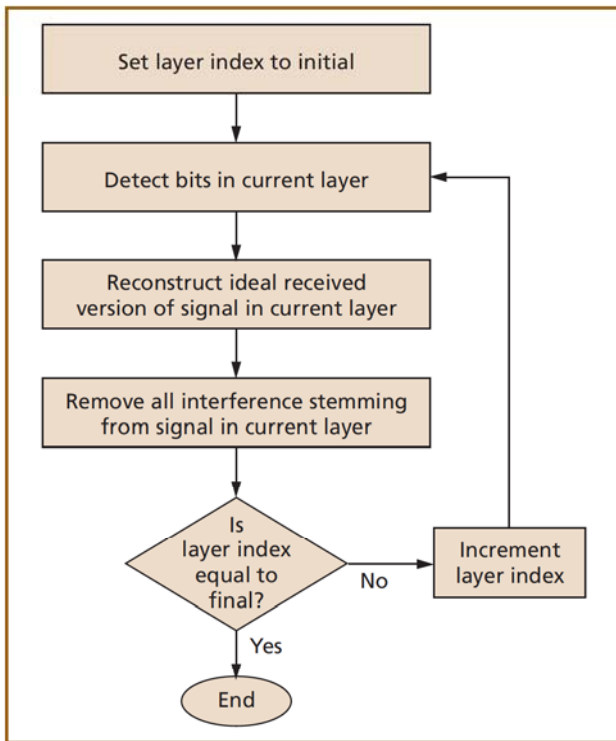 Set layer index to initial
Detect bits in current layer
Reconstruct ideal received
version of signal in current layer
Remove all interference stemming
from signal in current layer
Is
layer index
equal to
final?
No
Increment
layer index
Yes
End